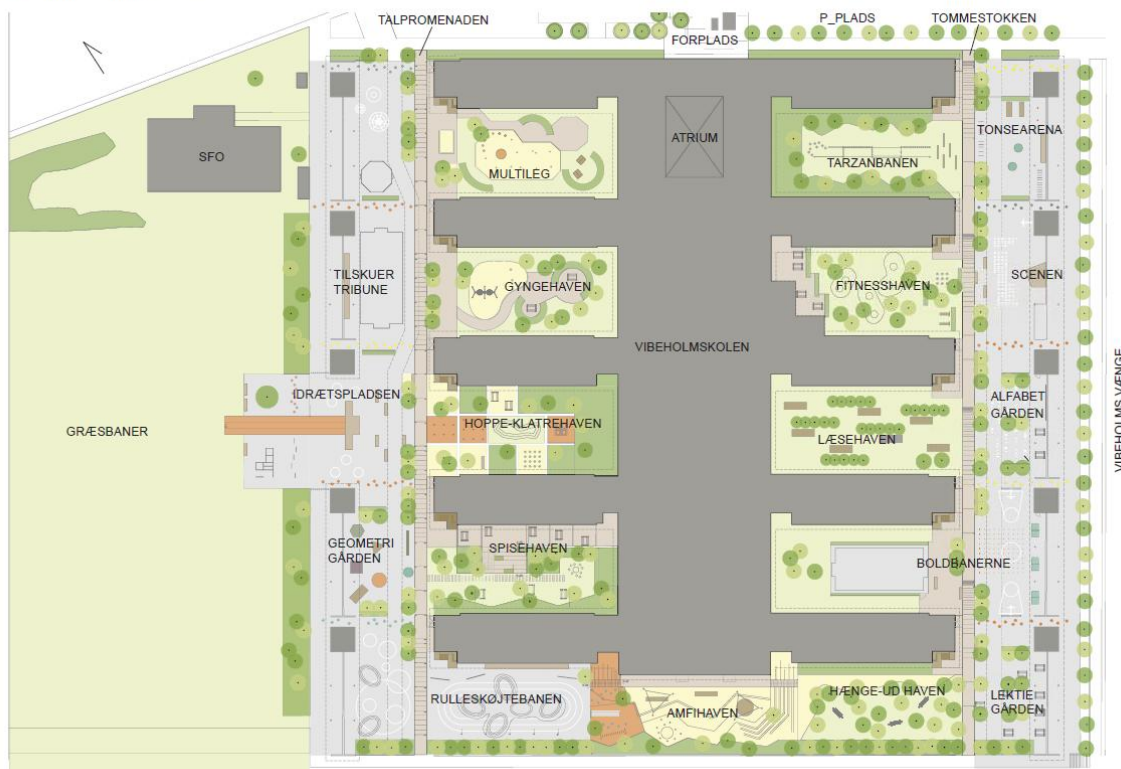 TALPROMENADEN
P_PLADS
TOMMESTOKKEN
FORPLADS
SFO
MULTILEG
ATRIUM
TARZANBANEN
TONSEARENA
TILSKUER
TRIBUNE
GYNGEHAVEN
FITNESSHAVEN
SCENEN
VIBEHOLMSKOLEN
IDRÆTSPLADSEN
GRÆSBANER
HOPPE-KLATREHAVEN
LÆSEHAVEN
ALFABET
GÅRDEN
VIBEHOLMS VÆNGE
GEOMETRI
GÅRDEN
SPISEHAVEN
BOLDBANERNE
RULLESKØJTEBANEN
AMFIHAVEN
HÆNGE-UD HAVEN
LEKTIE
GÅRDEN